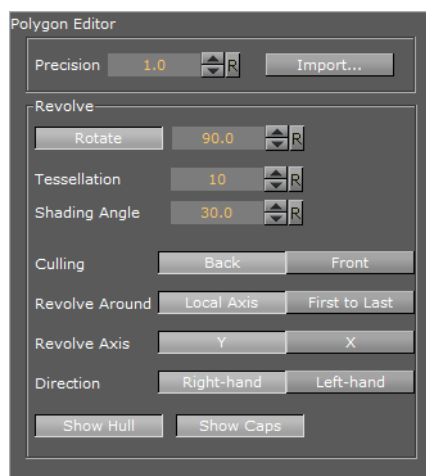 Polygon Editor
Precision 1.0 R Import...
Revolve
Rotate 90.0 R
Tessellation 10 R
Shading Angle 30.0 R
Culling Back Front
Revolve Around Local Axis First to Last
Revolve Axis Y X
Direction Right-hand Left-hand
Show Hull Show Caps